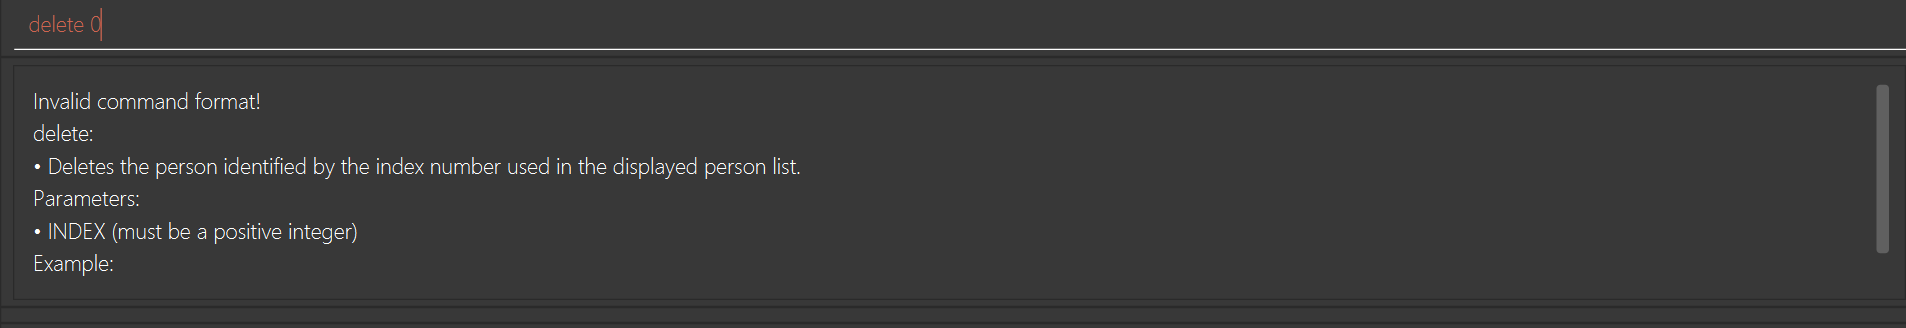 delete 0
Invalid command format!
delete:
• Deletes the person identified by the index number used in the displayed person list.
Parameters:
• INDEX (must be a positive integer)
Example: